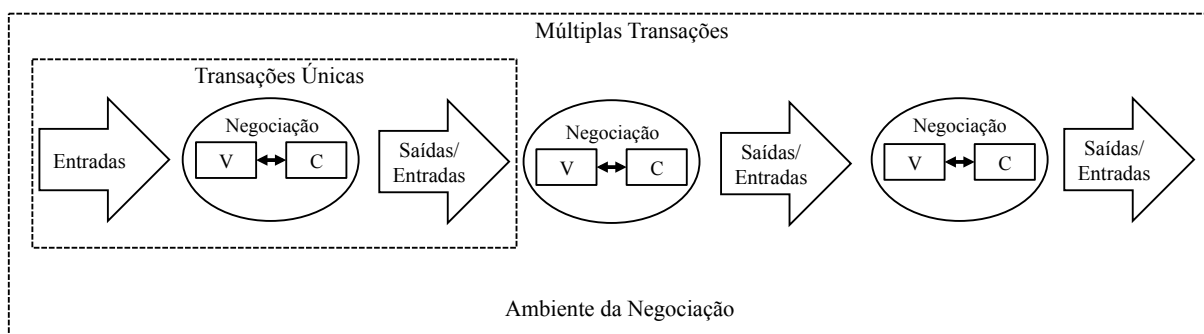 Múltiplas Transações
Transações Únicas
Entradas
Negociação
V
C
Saídas/
Entradas
Negociação
V
C
Saídas/
Entradas
Negociação
V
C
Saídas/
Entradas
Ambiente da Negociação